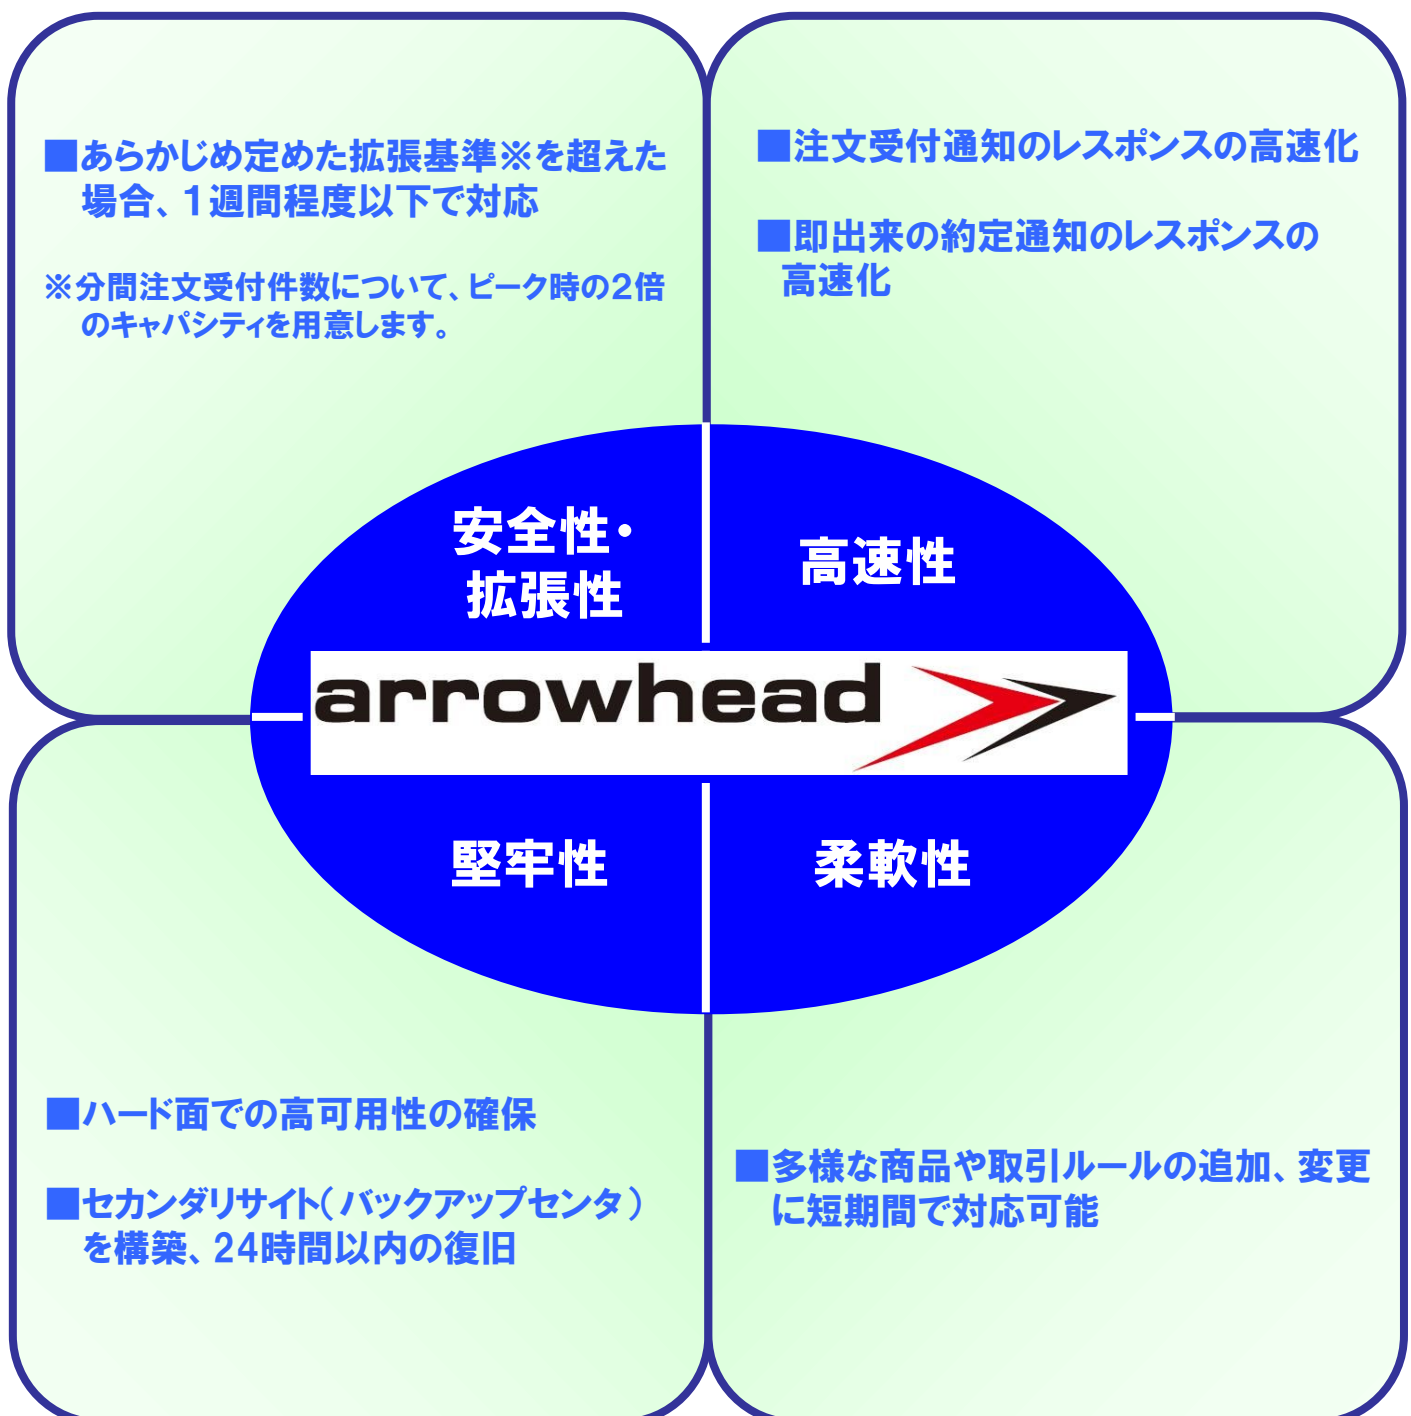 ■あらかじめ定めた拡張基準※を超えた
場合、1週間程度以下で対応
※分間注文受付件数について、ピーク時の2倍
のキャパシティを用意します。
■注文受付通知のレスポンスの高速化
■即出来の約定通知のレスポンスの
高速化
安全性・
拡張性
高速性
arrowhead
堅牢性
柔軟性
■ハード面での高可用性の確保
■セカンダリサイト(バックアップセンタ)
を構築、24時間以内の復旧
■多様な商品や取引ルールの追加、変更
に短期間で対応可能